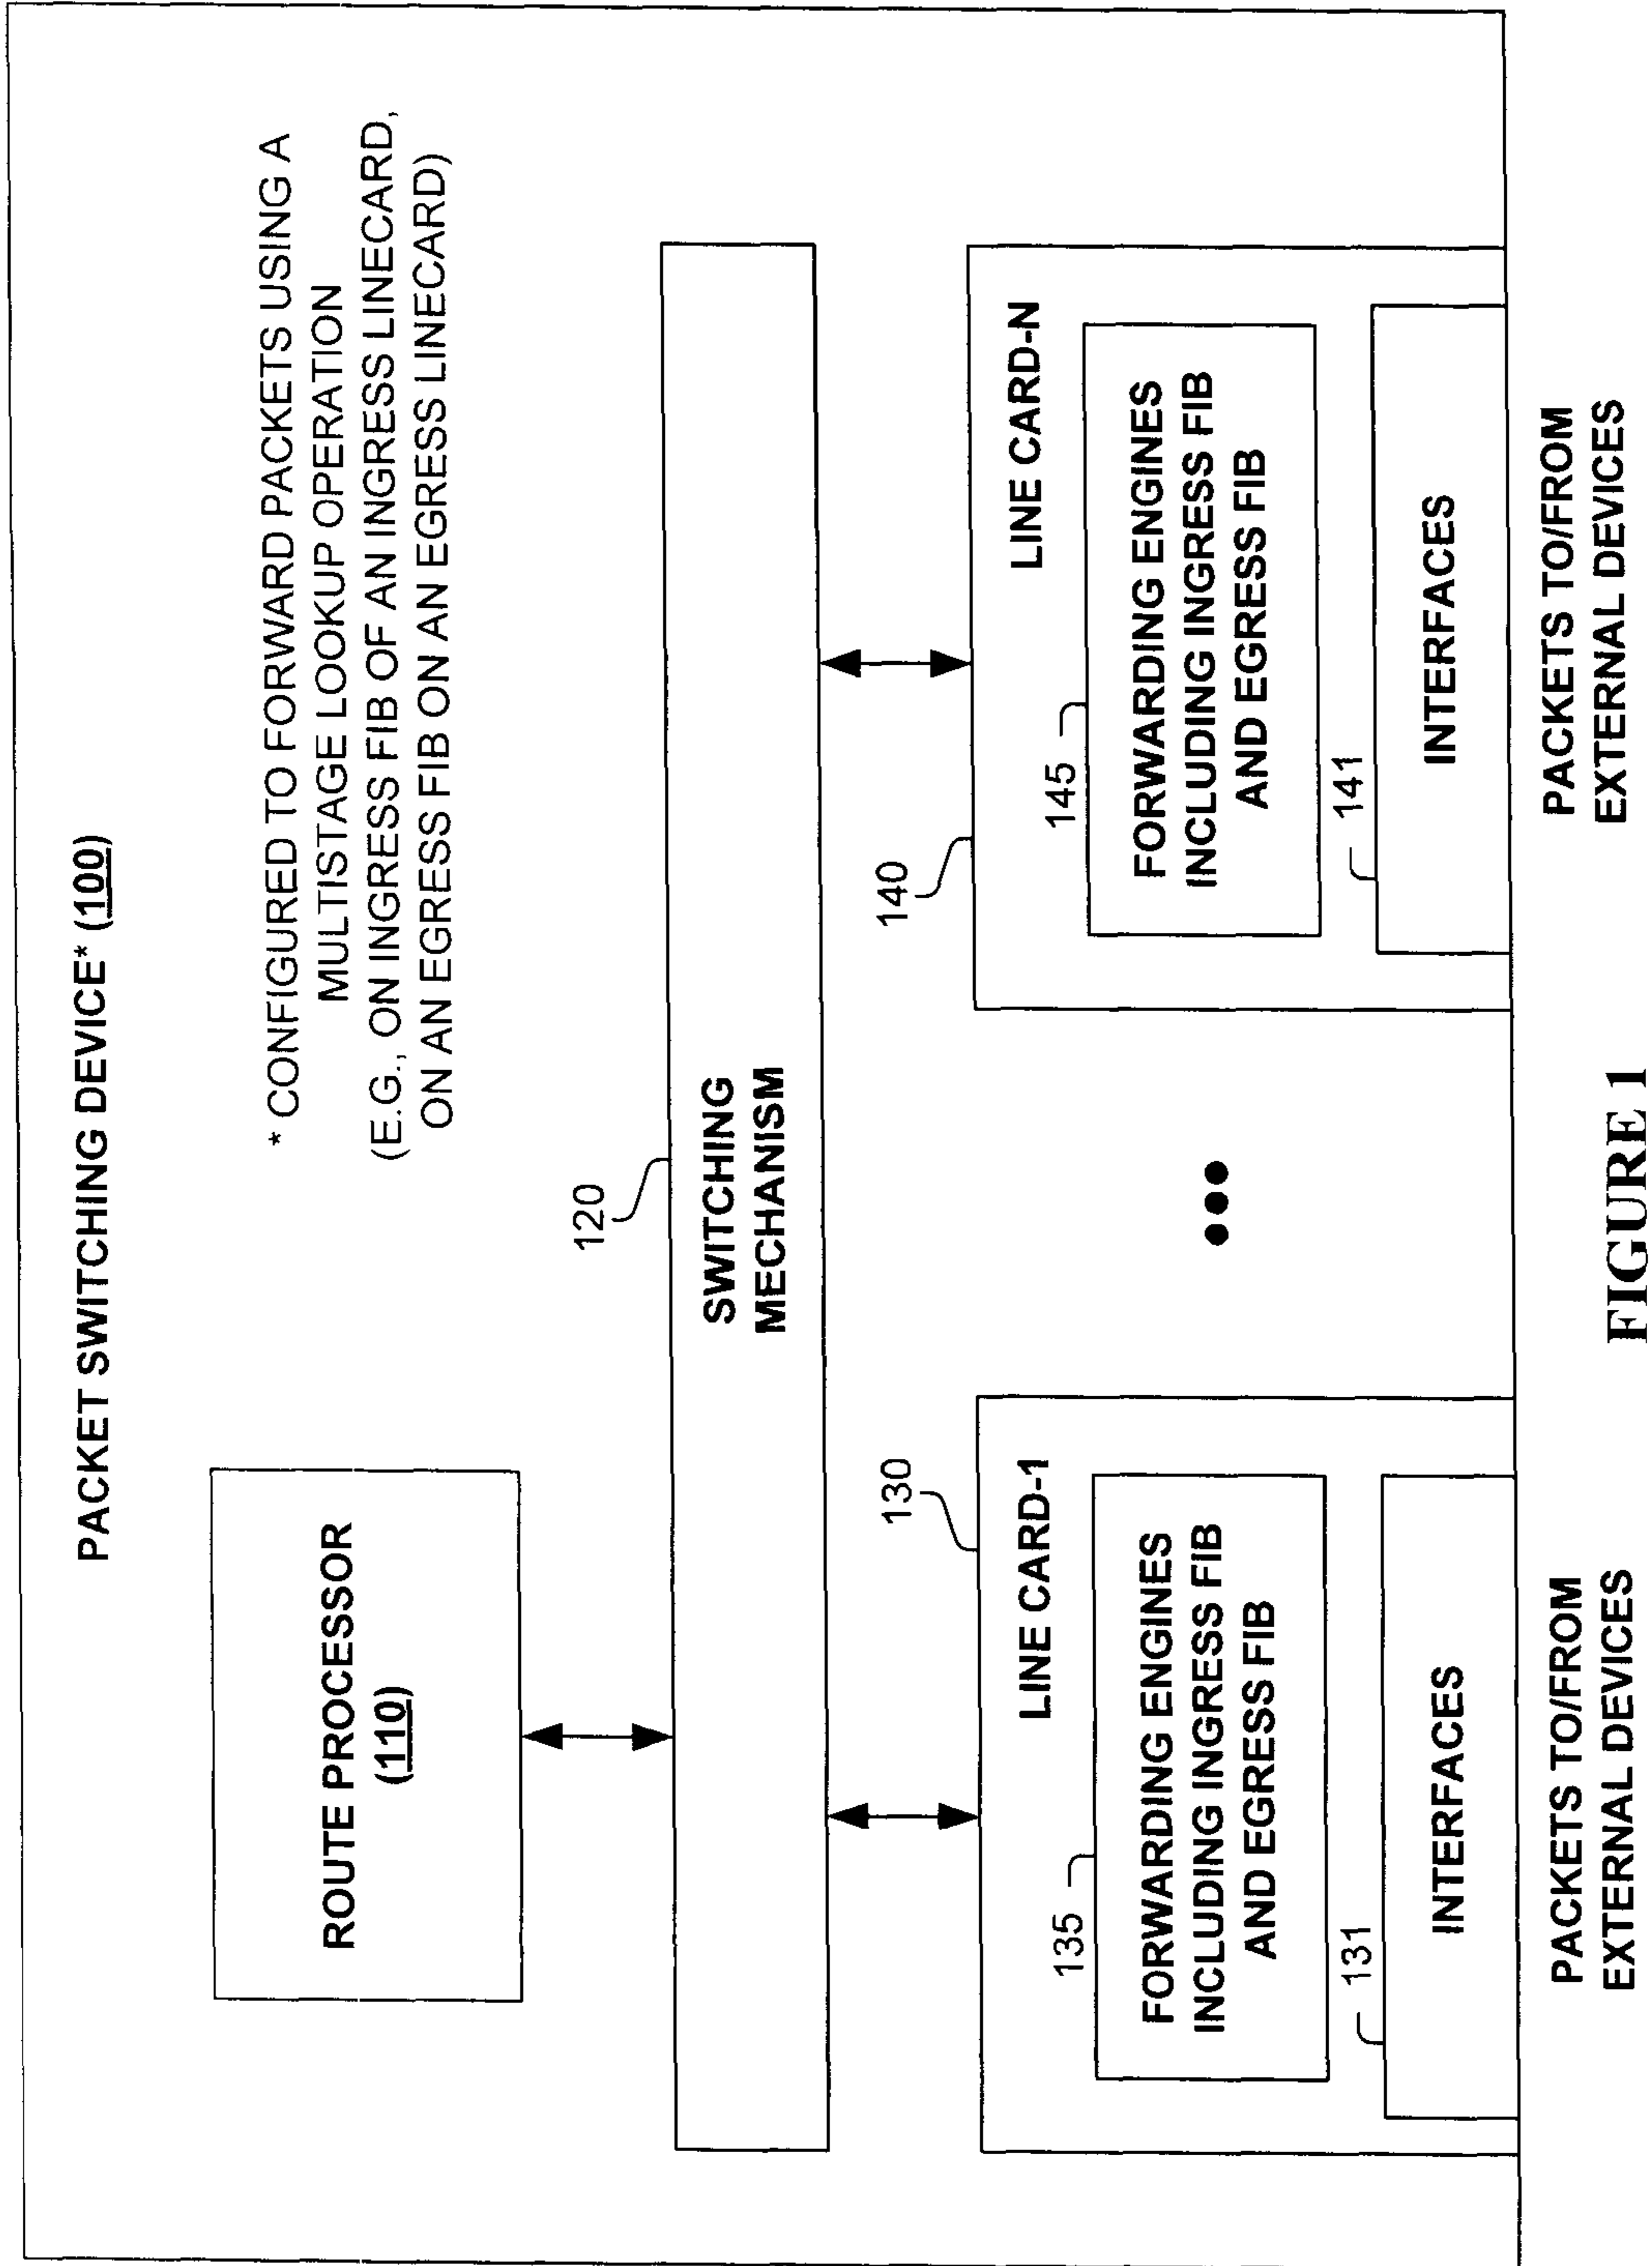 PACKET SWITCHING DEVICE* (100)
* CONFIGURED TO FORWARD PACKETS USING A
MULTISTAGE LOOKUP OPERATION
(E.G., ON INGRESS FIB OF AN INGRESS LINECARD,
ON AN EGRESS FIB ON AN EGRESS LINECARD)
ROUTE PROCESSOR
(110)
120
SWITCHING
MECHANISM
130
LINE CARD-1
135
FORWARDING ENGINES
INCLUDING INGRESS FIB
AND EGRESS FIB
131
INTERFACES
PACKETS TO/FROM
EXTERNAL DEVICES
•••
140
LINE CARD-N
145
FORWARDING ENGINES
INCLUDING INGRESS FIB
AND EGRESS FIB
141
INTERFACES
PACKETS TO/FROM
EXTERNAL DEVICES
FIGURE 1